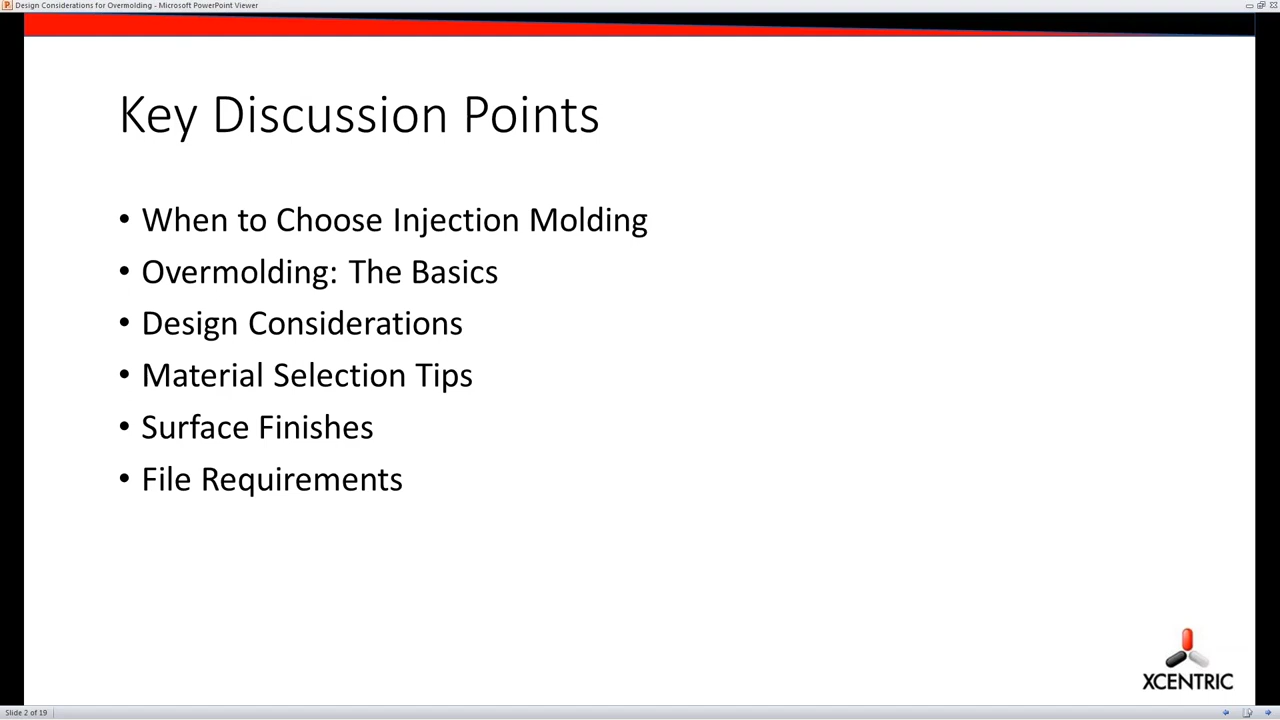 Design Considerations for Overmolding - Microsoft PowerPoint Viewer
Key Discussion Points
• When to Choose Injection Molding
• Overmolding: The Basics
• Design Considerations
• Material Selection Tips
• Surface Finishes
• File Requirements
XCENTRIC
Slide 2 of 19